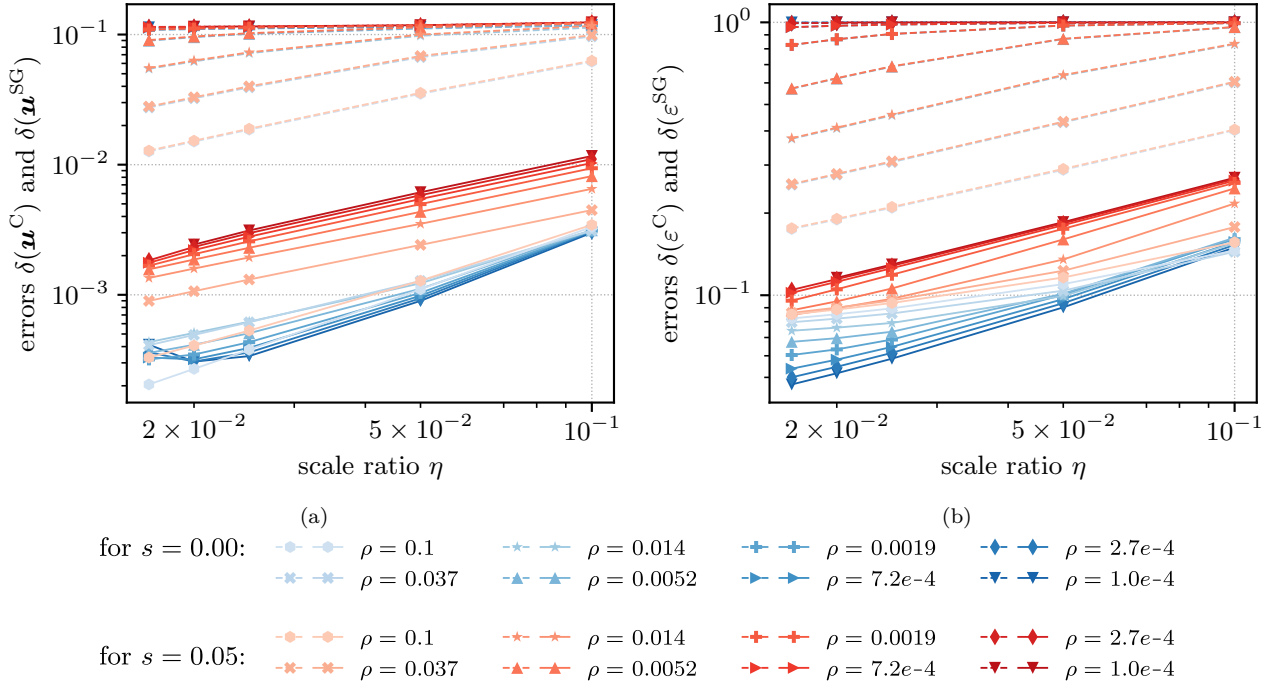 errors δ(𝒖^C) and δ(𝒖^SG)
10^−1
10^−2
10^−3
2 × 10^−2
5 × 10^−2
10^−1
scale ratio η
(a)
errors δ(ε^C) and δ(ε^SG)
10^0
10^−1
2 × 10^−2
5 × 10^−2
10^−1
scale ratio η
(b)
for s = 0.00: ρ = 0.1 ρ = 0.014 ρ = 0.0019 ρ = 2.7e-4
ρ = 0.037 ρ = 0.0052 ρ = 7.2e-4 ρ = 1.0e-4
for s = 0.05: ρ = 0.1 ρ = 0.014 ρ = 0.0019 ρ = 2.7e-4
ρ = 0.037 ρ = 0.0052 ρ = 7.2e-4 ρ = 1.0e-4